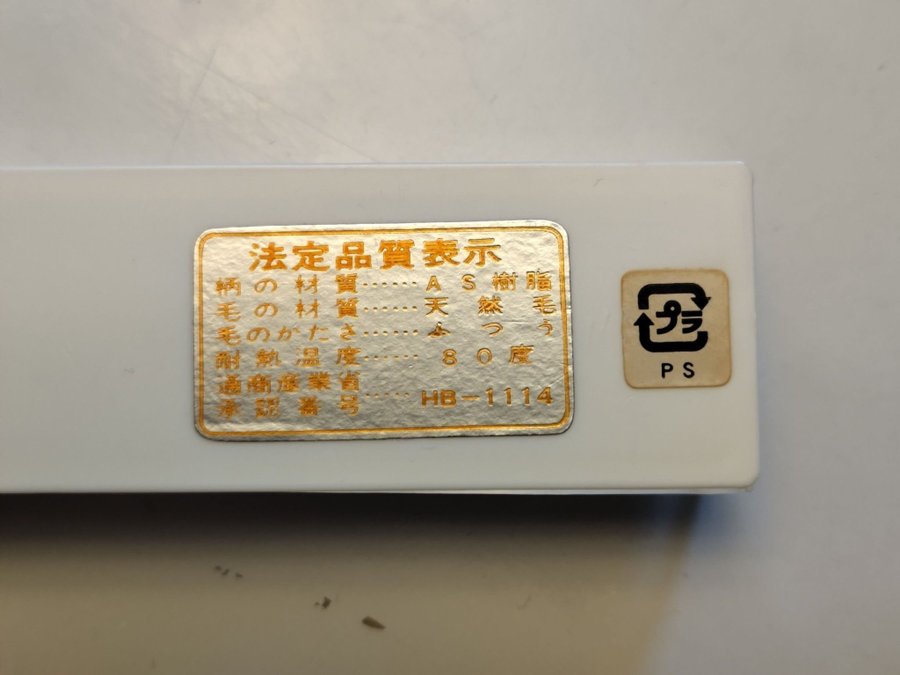 法定品質表示
柄の材質……AS樹脂
毛の材質……天然毛
毛のかたさ……ふつう
耐熱温度……80度
通商産業省
承認番号……HB-1114
プラ
PS